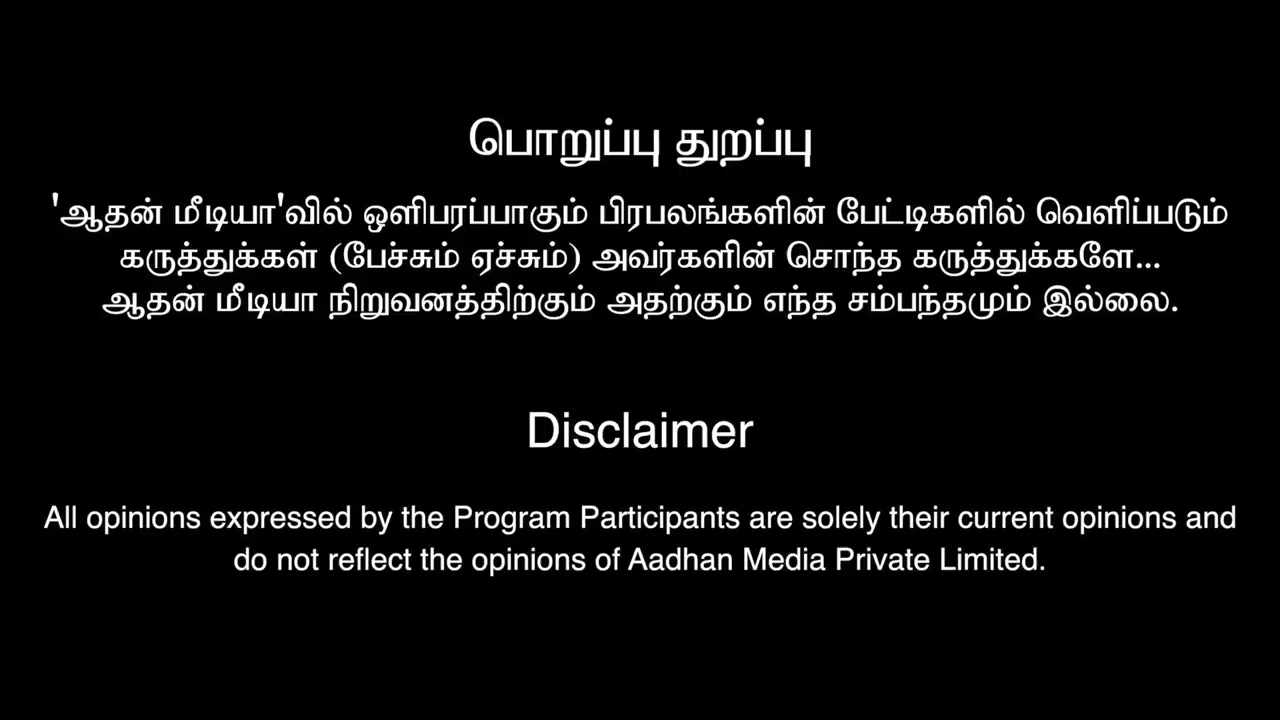 பொறுப்பு துறப்பு
'ஆதன் மீடியா'வில் ஒளிபரப்பாகும் பிரபலங்களின் பேட்டிகளில் வெளிப்படும்
கருத்துக்கள் (பேச்சும் ஏச்சும்) அவர்களின் சொந்த கருத்துக்களே...
ஆதன் மீடியா நிறுவனத்திற்கும் அதற்கும் எந்த சம்பந்தமும் இல்லை.
Disclaimer
All opinions expressed by the Program Participants are solely their current opinions and
do not reflect the opinions of Aadhan Media Private Limited.